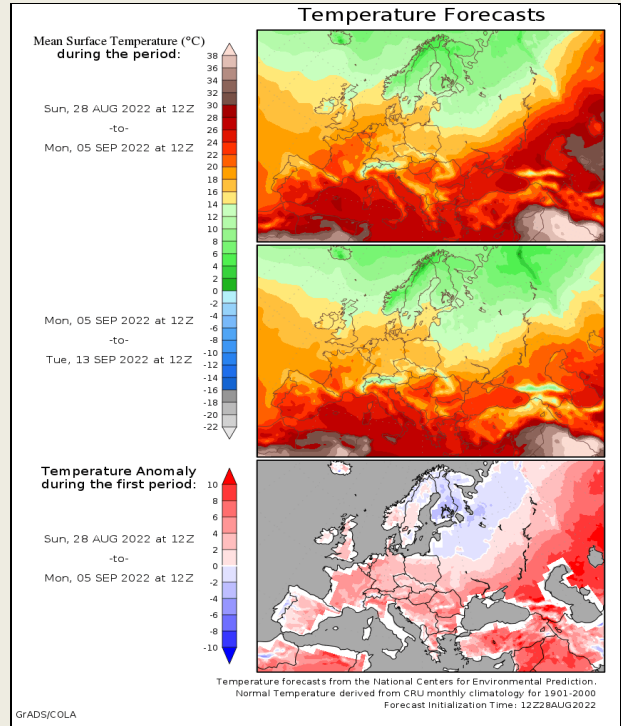 Temperature Forecasts
Mean Surface Temperature (°C)
during the period:
Sun, 28 AUG 2022 at 12Z
-to-
Mon, 05 SEP 2022 at 12Z
38
36
34
32
30
28
26
24
22
20
18
16
14
12
10
8
6
4
2
0
-2
-4
-6
-8
-10
-12
-14
-16
-18
-20
-22
Mon, 05 SEP 2022 at 12Z
-to-
Tue, 13 SEP 2022 at 12Z
Temperature Anomaly
during the first period:
Sun, 28 AUG 2022 at 12Z
-to-
Mon, 05 SEP 2022 at 12Z
10
8
6
4
2
0
-2
-4
-6
-8
-10
Temperature forecasts from the National Centers for Environmental Prediction.
Normal Temperature derived from CRU monthly climatology for 1901-2000
Forecast Initialization Time: 12Z28AUG2022
GrADS/COLA